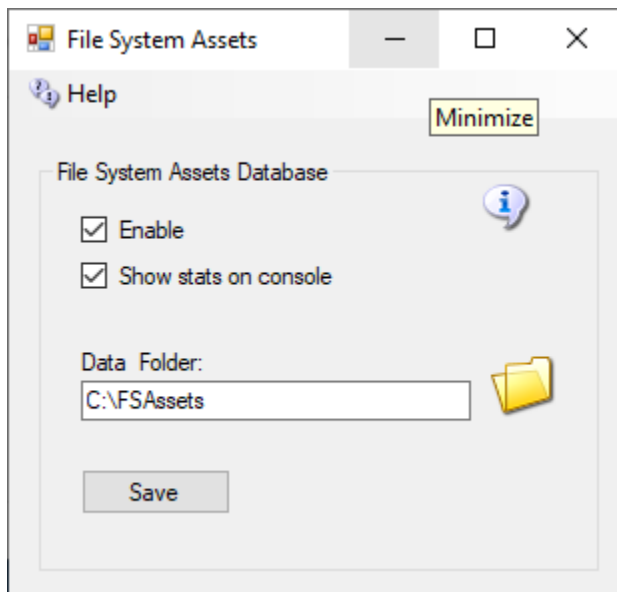 File System Assets
Help
Minimize
File System Assets Database
Enable
Show stats on console
Data Folder:
C:\FSAssets
Save